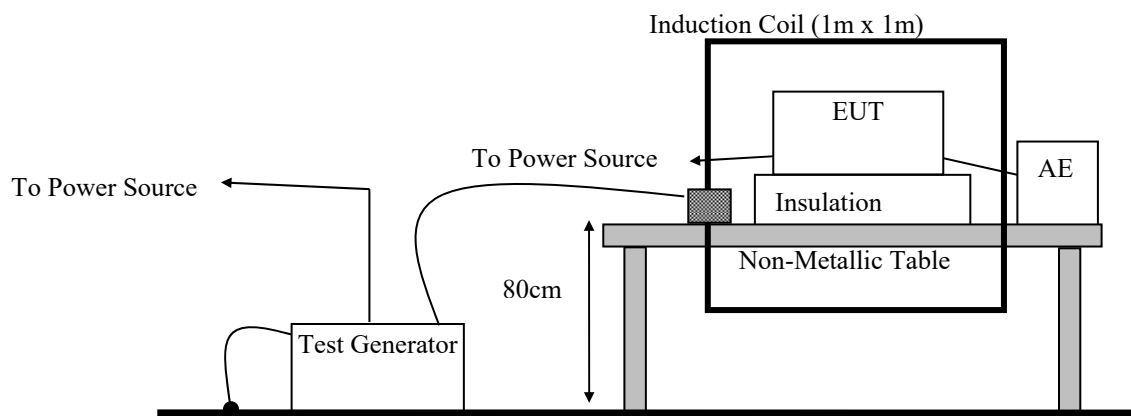 Induction Coil (1m x 1m)
EUT
To Power Source
AE
To Power Source
Insulation
Non-Metallic Table
80cm
Test Generator